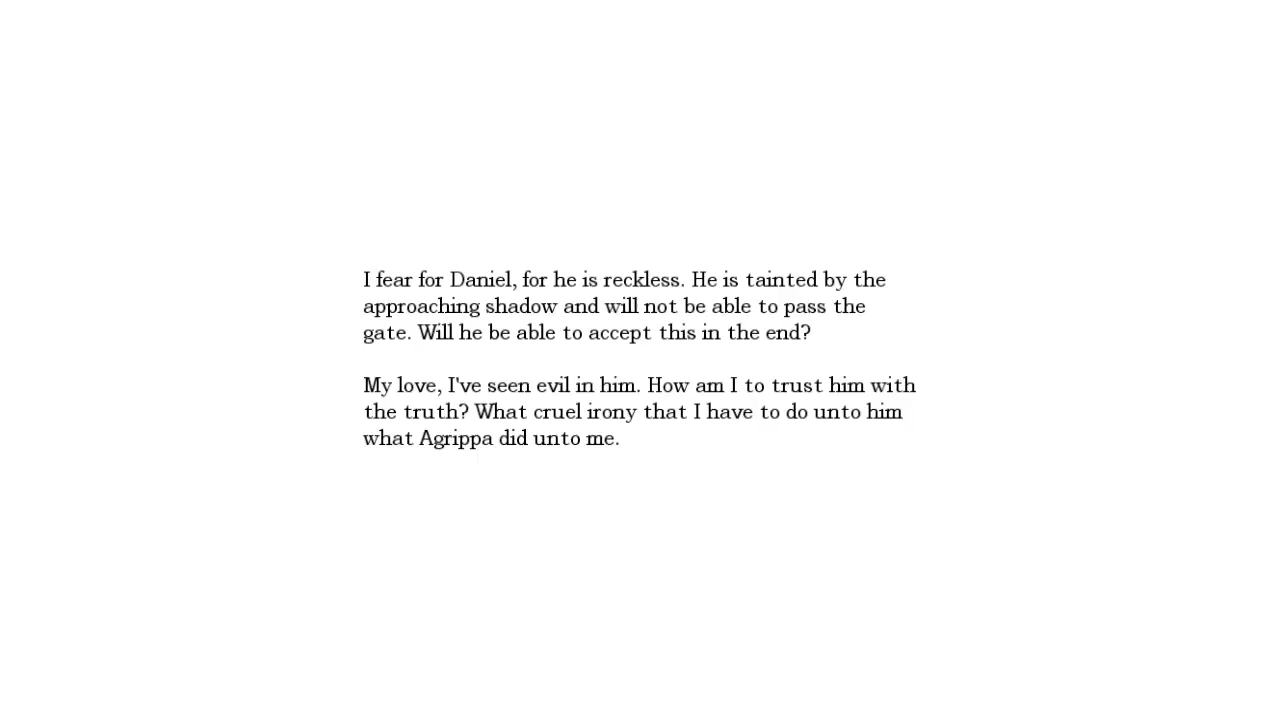 I fear for Daniel, for he is reckless. He is tainted by the
approaching shadow and will not be able to pass the
gate. Will he be able to accept this in the end?
My love, I've seen evil in him. How am I to trust him with
the truth? What cruel irony that I have to do unto him
what Agrippa did unto me.